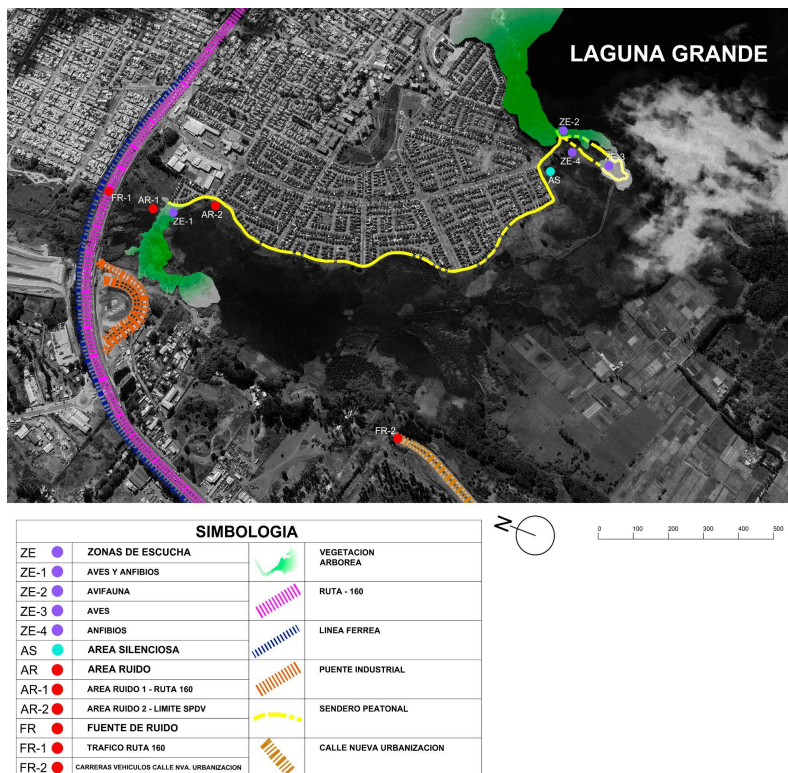 LAGUNA GRANDE
ZE-2
ZE-4
ZE-3
AS
FR-1
AR-1
ZE-1
AR-2
FR-2
SIMBOLOGIA
ZE ZONAS DE ESCUCHA
ZE-1 AVES Y ANFIBIOS
ZE-2 AVIFAUNA
ZE-3 AVES
ZE-4 ANFIBIOS
AS AREA SILENCIOSA
AR AREA RUIDO
AR-1 AREA RUIDO 1 - RUTA 160
AR-2 AREA RUIDO 2 - LIMITE SPDV
FR FUENTE DE RUIDO
FR-1 TRAFICO RUTA 160
FR-2 CARRERAS VEHICULOS CALLE NVA. URBANIZACION
VEGETACION
ARBOREA
RUTA - 160
LINEA FERREA
PUENTE INDUSTRIAL
SENDERO PEATONAL
CALLE NUEVA URBANIZACION
N
0 100 200 300 400 500